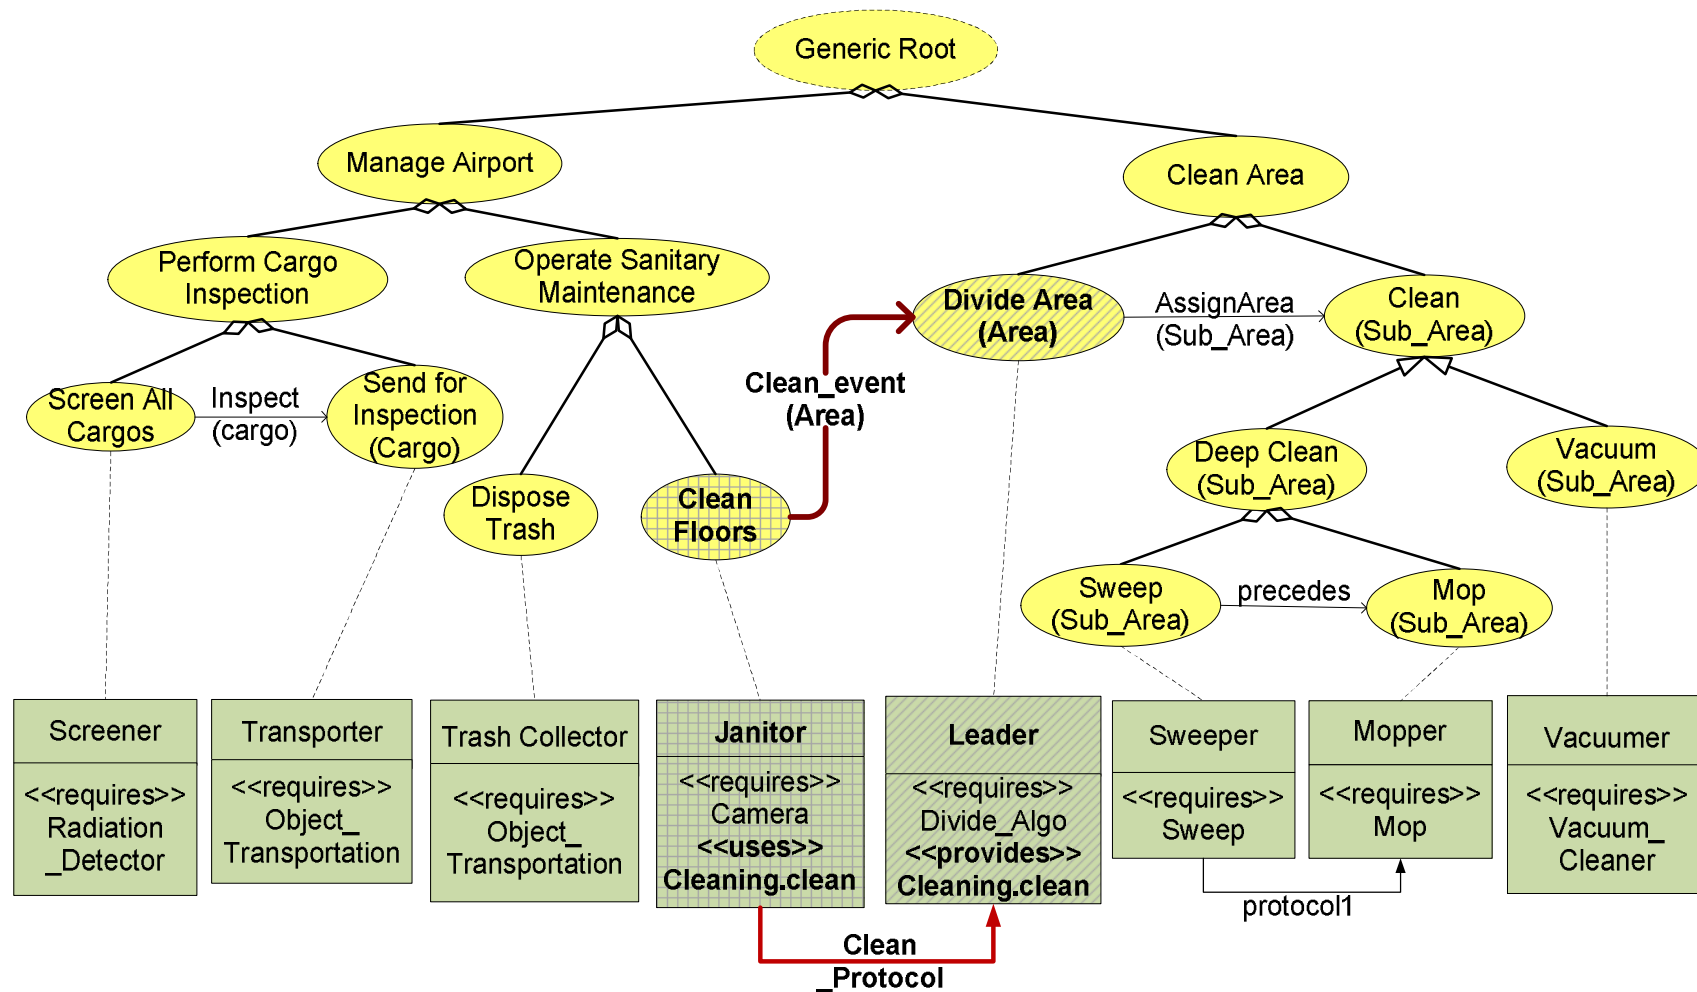 Generic Root
Manage Airport
Clean Area
Perform Cargo
Inspection
Operate Sanitary
Maintenance
Divide Area
(Area)
AssignArea
(Sub_Area)
Clean
(Sub_Area)
Clean_event
(Area)
Screen All
Cargos
Inspect
(cargo)
Send for
Inspection
(Cargo)
Dispose
Trash
Clean
Floors
Deep Clean
(Sub_Area)
Vacuum
(Sub_Area)
Sweep
(Sub_Area)
precedes
Mop
(Sub_Area)
Screener
<<requires>>
Radiation
_Detector
Transporter
<<requires>>
Object_
Transportation
Trash Collector
<<requires>>
Object_
Transportation
Janitor
<<requires>>
Camera
<<uses>>
Cleaning.clean
Leader
<<requires>>
Divide_Algo
<<provides>>
Cleaning.clean
Sweeper
<<requires>>
Sweep
Mopper
<<requires>>
Mop
Vacuumer
<<requires>>
Vacuum_
Cleaner
protocol1
Clean
_Protocol